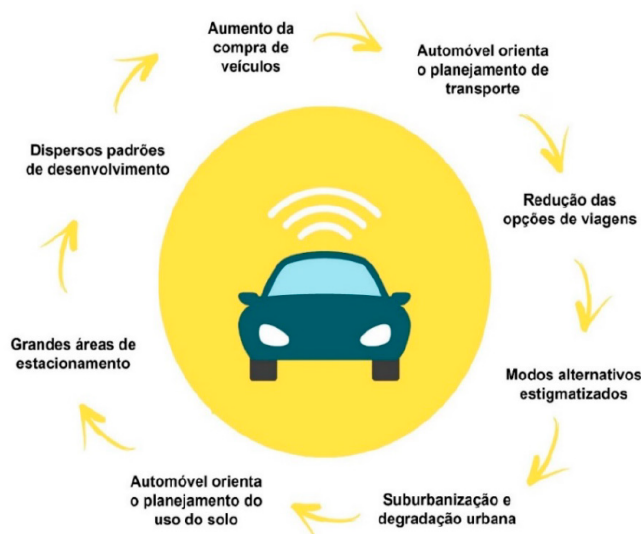 Aumento da
compra de
veículos
Automóvel orienta
o planejamento de
transporte
Redução das
opções de viagens
Modos alternativos
estigmatizados
Suburbanização e
degradação urbana
Automóvel orienta
o planejamento do
uso do solo
Grandes áreas de
estacionamento
Dispersos padrões
de desenvolvimento